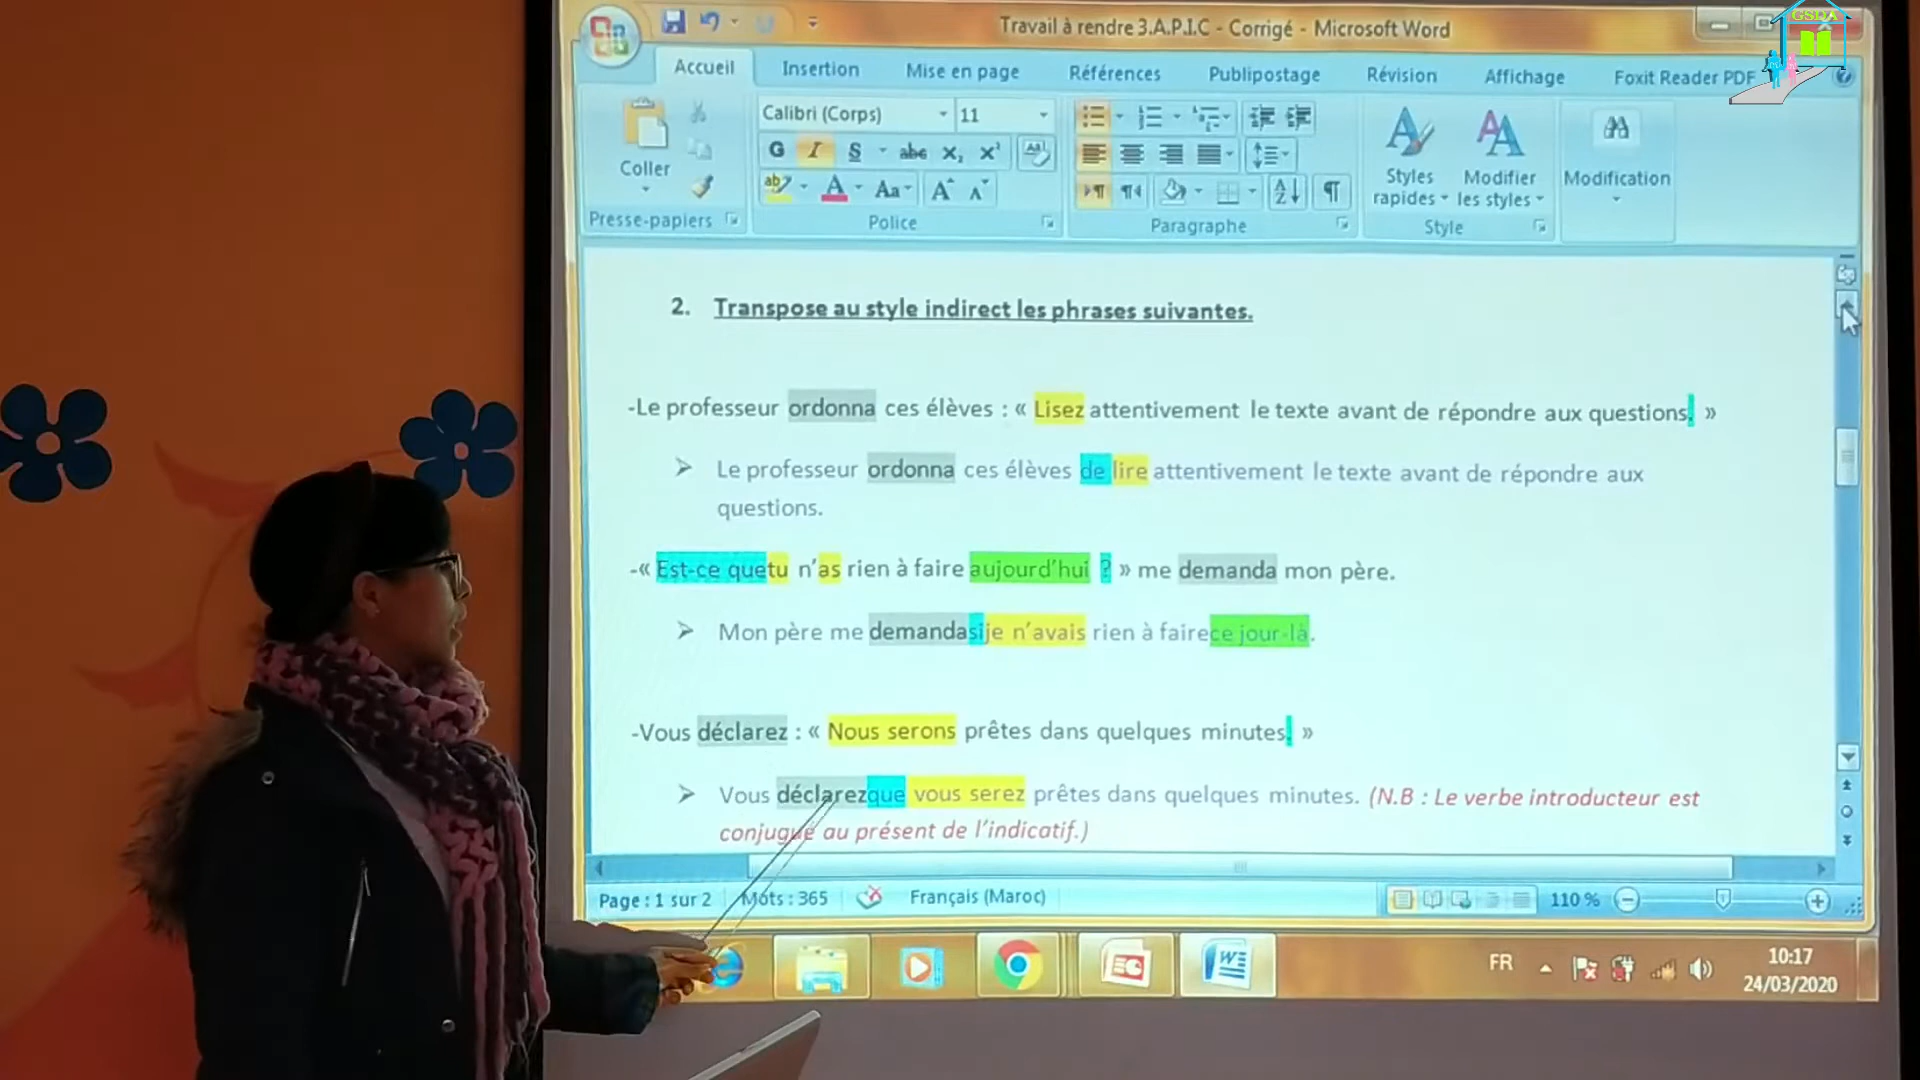 Travail à rendre 3.A.P.I.C - Corrigé - Microsoft Word
GSDA
Accueil Insertion Mise en page Références Publipostage Révision Affichage Foxit Reader PDF
Calibri (Corps) 11
Coller
G I S abc X₂ X²
ab A Aa A A
Styles rapides
Modifier les styles
Modification
Presse-papiers Police Paragraphe Style
2. Transpose au style indirect les phrases suivantes.
-Le professeur ordonna ces élèves : « Lisez attentivement le texte avant de répondre aux questions. »
Le professeur ordonna ces élèves de lire attentivement le texte avant de répondre aux
questions.
-« Est-ce quetu n’as rien à faire aujourd’hui ? » me demanda mon père.
Mon père me demandasije n’avais rien à fairece jour-là.
-Vous déclarez : « Nous serons prêtes dans quelques minutes. »
Vous déclarezque vous serez prêtes dans quelques minutes. (N.B : Le verbe introducteur est
conjugué au présent de l’indicatif.)
Page : 1 sur 2 Mots : 365 Français (Maroc) 110 %
FR 10:17
24/03/2020